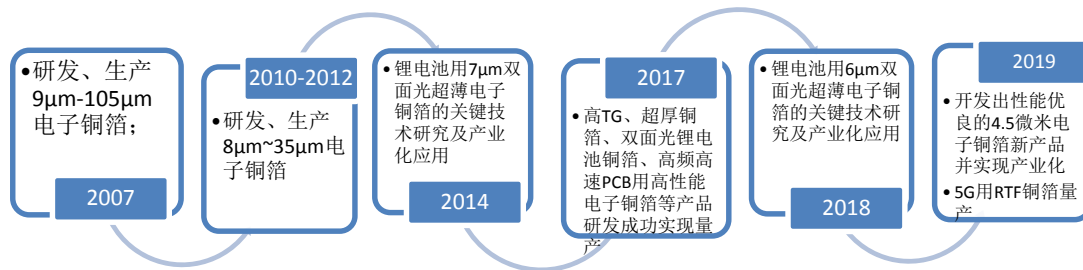 •研发、生产
9μm-105μm
电子铜箔；
2007
2010-2012
•研发、生产
8μm~35μm电
子铜箔
•锂电池用7μm双
面光超薄电子
铜箔的关键技
术研究及产业
化应用
2014
2017
•高TG、超厚铜
箔、双面光锂电
池铜箔、高频高
速PCB用高性能
电子铜箔等产品
研发成功实现量
产
•锂电池用6μm双
面光超薄电子铜
箔的关键技术研
究及产业化应用
2018
2019
•开发出性能优
良的4.5微米电
子铜箔新产品
并实现产业化
•5G用RTF铜箔量
产